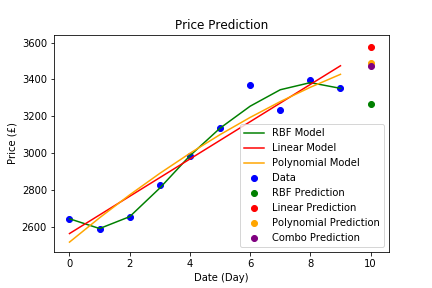 Price Prediction
Price (£)
3600
3400
3200
3000
2800
2600
0
2
4
6
8
10
Date (Day)
RBF Model
Linear Model
Polynomial Model
Data
RBF Prediction
Linear Prediction
Polynomial Prediction
Combo Prediction